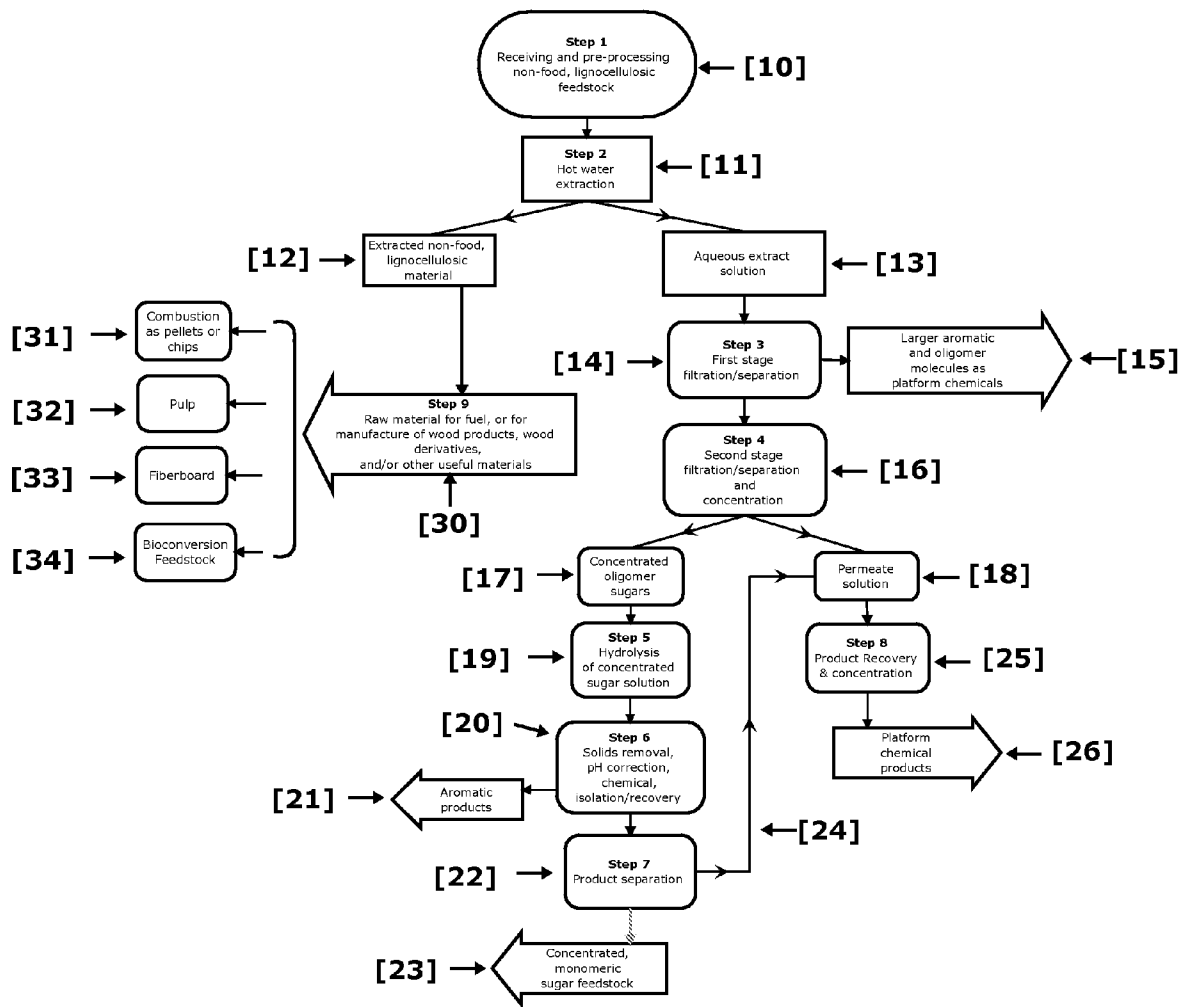 Step 1
Receiving and pre-processing
non-food, lignocellulosic
feedstock
[10]
Step 2
Hot water
extraction
[11]
[12]
Extracted non-food,
lignocellulosic
material
Aqueous extract
solution
[13]
[31]
Combustion
as pellets or
chips
[14]
Step 3
First stage
filtration/separation
Larger aromatic
and oligomer
molecules as
platform chemicals
[15]
[32]
Pulp
Step 9
Raw material for fuel, or for
manufacture of wood products, wood
derivatives,
and/or other useful materials
Step 4
Second stage
filtration/separation
and
concentration
[16]
[33]
Fiberboard
[30]
[34]
Bioconversion
Feedstock
[17]
Concentrated
oligomer
sugars
Permeate
solution
[18]
[19]
Step 5
Hydrolysis
of concentrated
sugar solution
Step 8
Product Recovery
& concentration
[25]
[20]
Step 6
Solids removal,
pH correction,
chemical,
isolation/recovery
Platform
chemical
products
[26]
[21]
Aromatic
products
[24]
[22]
Step 7
Product separation
[23]
Concentrated,
monomeric
sugar feedstock